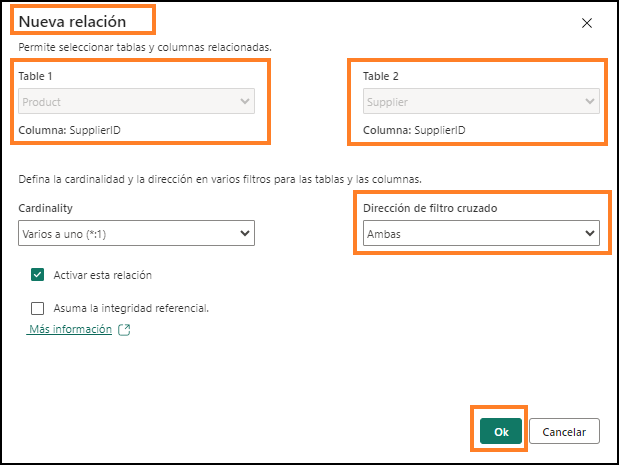 Nueva relación
Permite seleccionar tablas y columnas relacionadas.
Table 1
Table 2
Product
Supplier
Columna: SupplierID
Columna: SupplierID
Defina la cardinalidad y la dirección en varios filtros para las tablas y las columnas.
Cardinality
Dirección de filtro cruzado
Varios a uno (*:1)
Ambas
Activar esta relación
Asuma la integridad referencial.
Más información
Ok
Cancelar